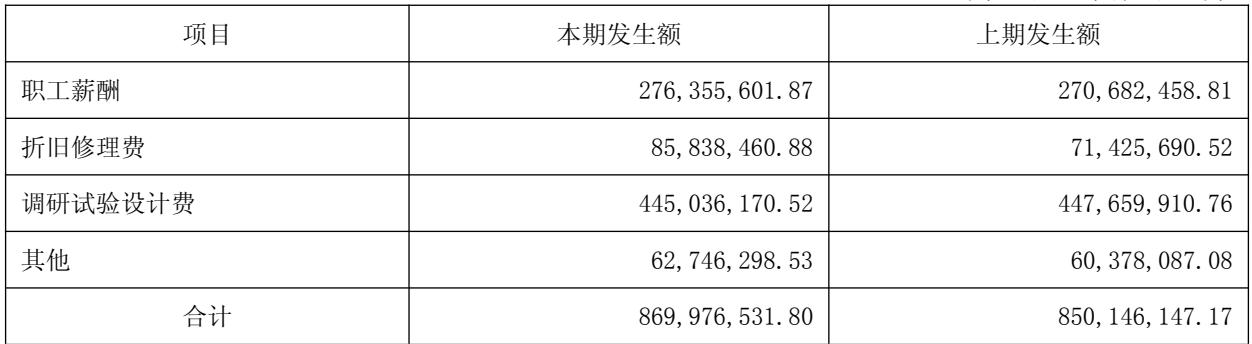 项目 本期发生额 上期发生额
职工薪酬 276,355,601.87 270,682,458.81
折旧修理费 85,838,460.88 71,425,690.52
调研试验设计费 445,036,170.52 447,659,910.76
其他 62,746,298.53 60,378,087.08
合计 869,976,531.80 850,146,147.17